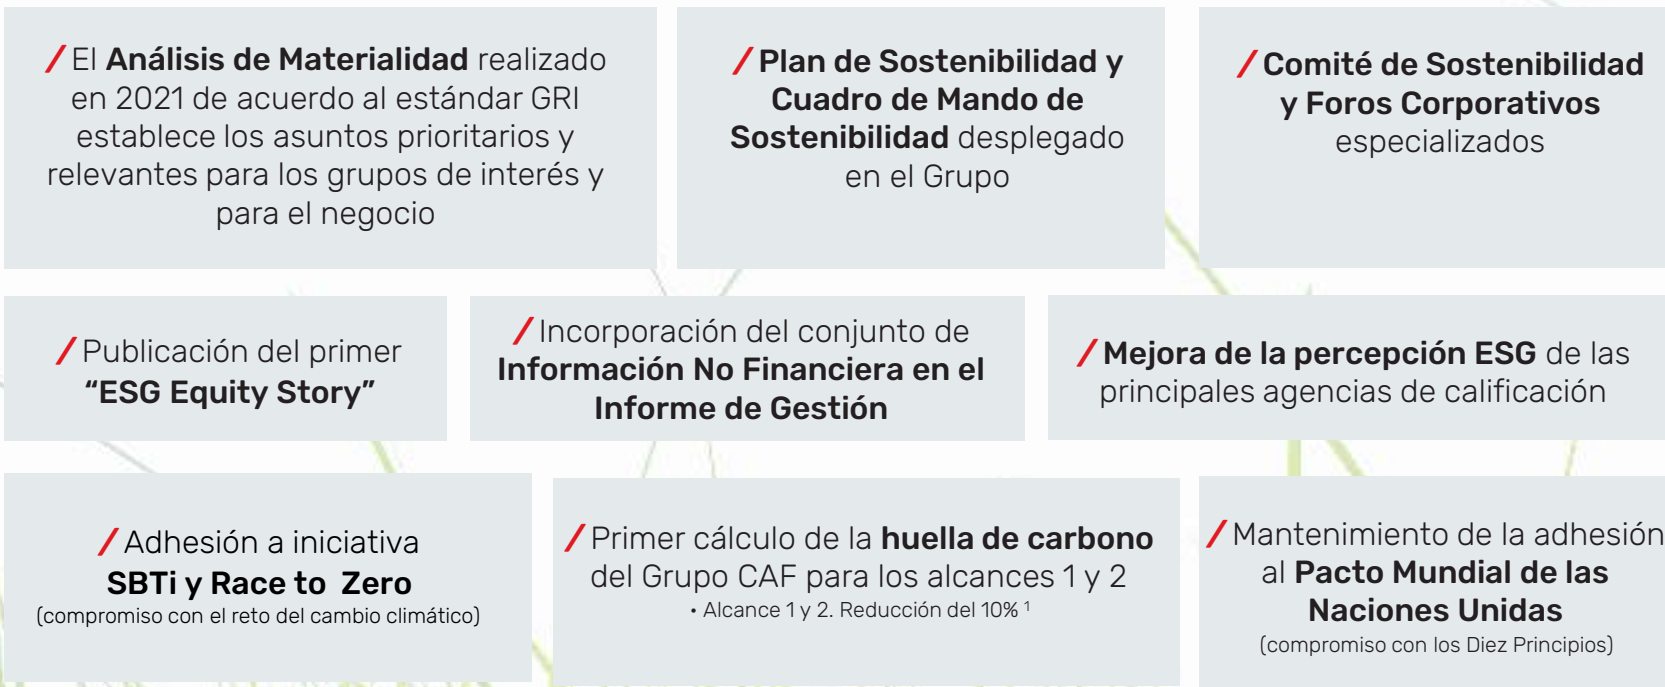 / El Análisis de Materialidad realizado
en 2021 de acuerdo al estándar GRI
establece los asuntos prioritarios y
relevantes para los grupos de interés y
para el negocio
/ Plan de Sostenibilidad y
Cuadro de Mando de
Sostenibilidad desplegado
en el Grupo
/ Comité de Sostenibilidad
y Foros Corporativos
especializados
/ Publicación del primer
“ESG Equity Story”
/ Incorporación del conjunto de
Información No Financiera en el
Informe de Gestión
/ Mejora de la percepción ESG de las
principales agencias de calificación
/ Adhesión a iniciativa
SBTi y Race to Zero
(compromiso con el reto del cambio climático)
/ Primer cálculo de la huella de carbono
del Grupo CAF para los alcances 1 y 2
• Alcance 1 y 2. Reducción del 10% ¹
/ Mantenimiento de la adhesión
al Pacto Mundial de las
Naciones Unidas
(compromiso con los Diez Principios)